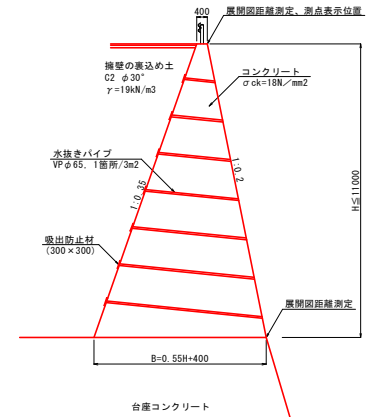 400
展開図距離測定、測点表示位置
擁壁の裏込め土
C2 φ30°
γ=19kN/m3
コンクリート
σck=18N/mm2
水抜きパイプ
VPφ65, 1箇所/3m2
1:0.35
1:0.2
H≦11000
吸出防止材
(300×300)
展開図距離測定
B=0.55H+400
台座コンクリート